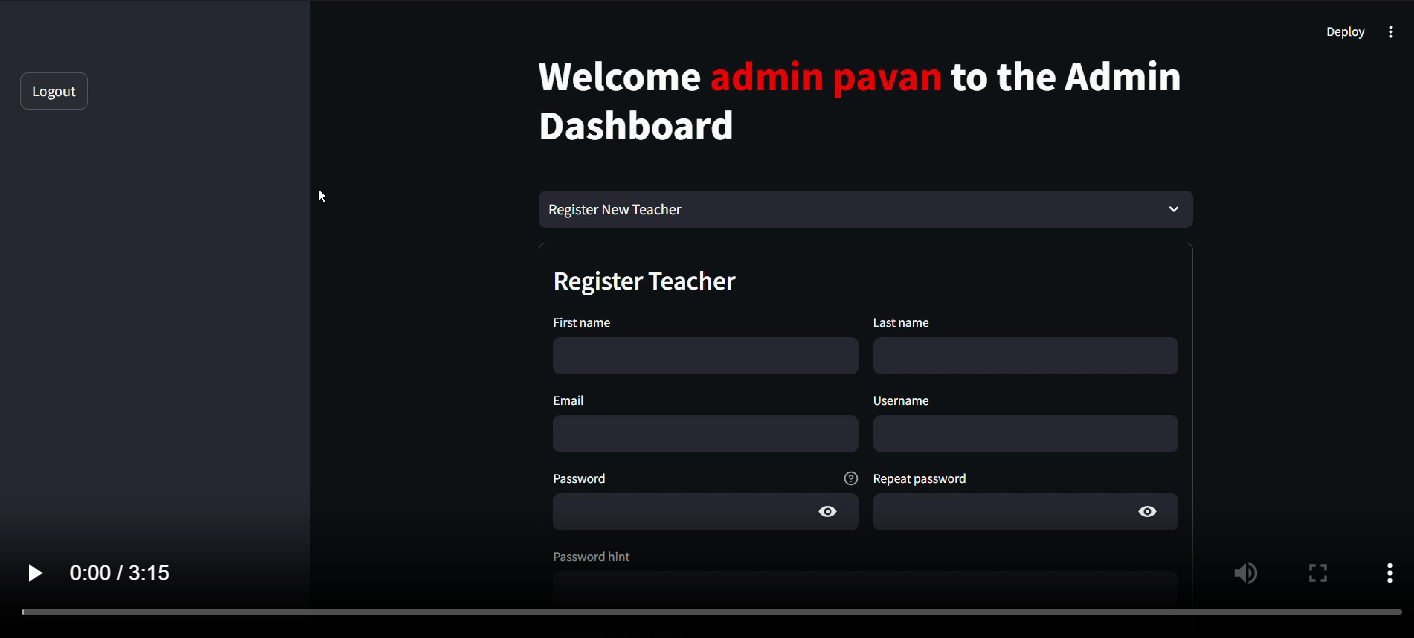 Deploy
Logout
Welcome admin pavan to the Admin
Dashboard
Register New Teacher
Register Teacher
First name
Last name
Email
Username
Password
Repeat password
Password hint
0:00 / 3:15